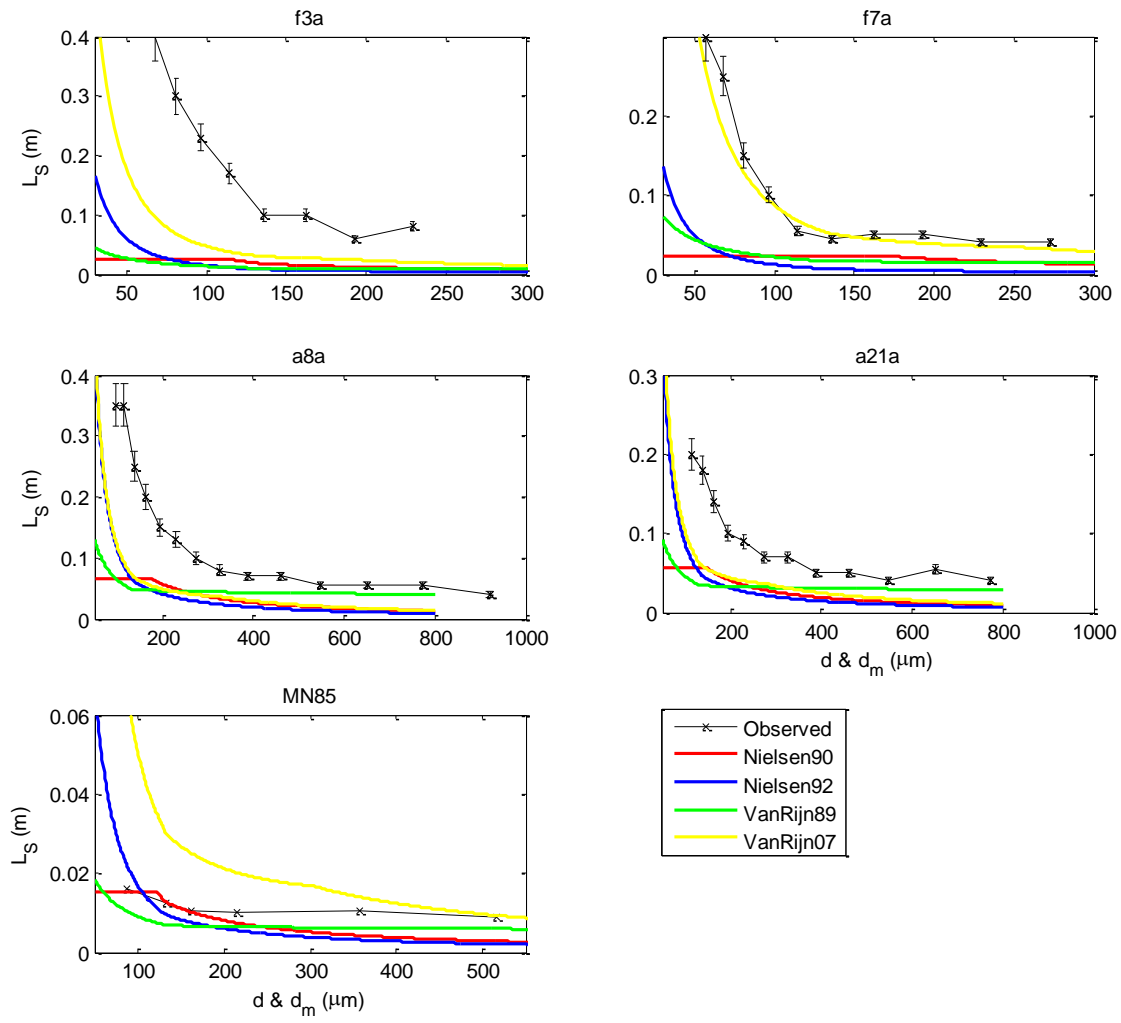 f3a
L_S (m)
0.4
0.3
0.2
0.1
0
50 100 150 200 250 300
f7a
0.2
0.1
0
50 100 150 200 250 300
a8a
L_S (m)
0.4
0.3
0.2
0.1
0
200 400 600 800 1000
a21a
0.3
0.2
0.1
0
200 400 600 800 1000
d & d_m (μm)
MN85
L_S (m)
0.06
0.04
0.02
0
100 200 300 400 500
d & d_m (μm)
Observed
Nielsen90
Nielsen92
VanRijn89
VanRijn07